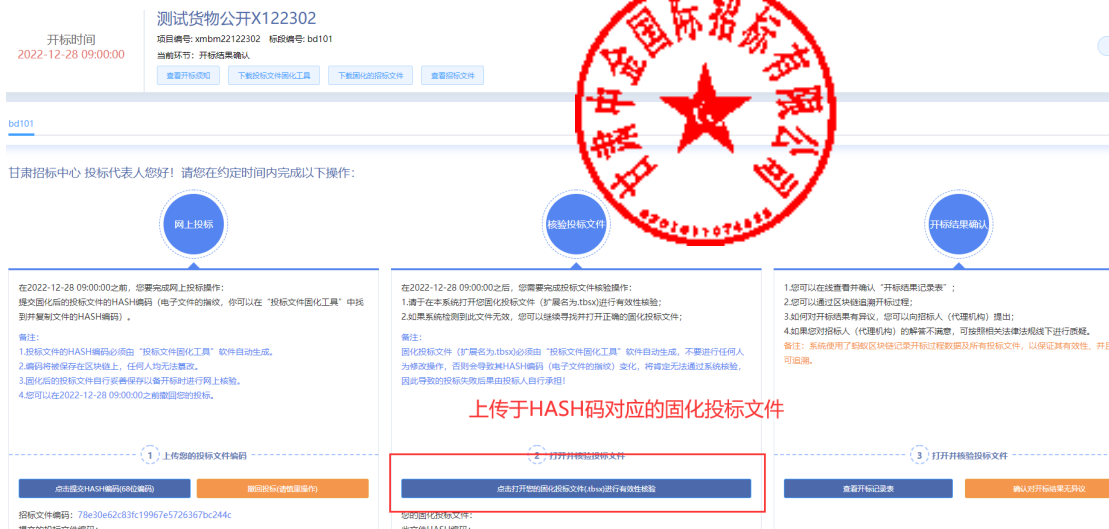 测试货物公开X122302
开标时间
2022-12-28 09:00:00
项目编号: xmbm22122302 标段编号: bd101
当前环节: 开标结果确认
查看开标须知
下载投标文件固化工具
下载固化的招标文件
查看招标文件
甘肃中金国际招标有限公司
bd101
甘肃招标中心 投标代表人您好！请您在约定时间内完成以下操作:
网上投标
在2022-12-28 09:00:00之前，您要完成网上投标操作:
提交固化后的投标文件的HASH编码（电子文件的指纹，你可以在“投标文件固化工具”中找
到并复制文件的HASH编码）。
备注:
1.投标文件的HASH编码必须由“投标文件固化工具”软件自动生成。
2.编码将被保存在区块链上，任何人均无法篡改。
3.固化后的投标文件自行妥善保存以备开标时进行网上核验。
4.您可以在2022-12-28 09:00:00之前撤回您的投标。
1 上传您的投标文件编码
点击提交HASH编码(68位编码)
撤回投标(请慎重操作)
招标文件编码: 78e30e62c83fc19967e5726367bc244c
提交的投标文件编码:
核验投标文件
在2022-12-28 09:00:00之后，您需要完成投标文件核验操作:
1.请于在本系统打开您固化投标文件（扩展名为.tbsx)进行有效性核验;
2.如果系统检测到此文件无效，您可以继续寻找并打开正确的固化投标文件;
备注:
固化投标文件（扩展名为.tbsx)必须由“投标文件固化工具”软件自动生成，不要进行任何人
为修改操作，否则会导致其HASH编码（电子文件的指纹）变化，将肯定无法通过系统核验，
因此导致的投标失败后果由投标人自行承担！
上传于HASH码对应的固化投标文件
2 打开并核验投标文件
点击打开您的固化投标文件(.tbsx)进行有效性核验
您的固化投标文件:
此文件HASH编码:
开标结果确认
1.您可以在线查看并确认“开标结果记录表”;
2.您可以通过区块链追溯开标过程;
3.如何对开标结果有异议，您可以向招标人（代理机构）提出;
4.如果您对招标人（代理机构）的解答不满意，可按照相关法律法规线下进行质疑。
备注: 系统使用了蚂蚁区块链记录开标过程数据及所有投标文件，以保证其有效性、并且
可追溯。
3 打开并核验投标文件
查看开标记录表
确认对开标结果无异议